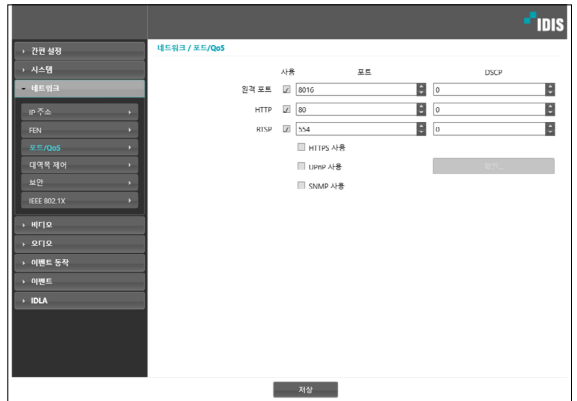 IDIS
네트워크 / 포트/QoS
간편 설정
시스템
네트워크
IP 주소
FEN
포트/QoS
대역폭 제어
보안
IEEE 802.1X
비디오
오디오
이벤트 동작
이벤트
IDLA
사용 포트 DSCP
원격 포트 8016 0
HTTP 80 0
RTSP 554 0
HTTPS 사용
UPnP 사용
SNMP 사용
저장